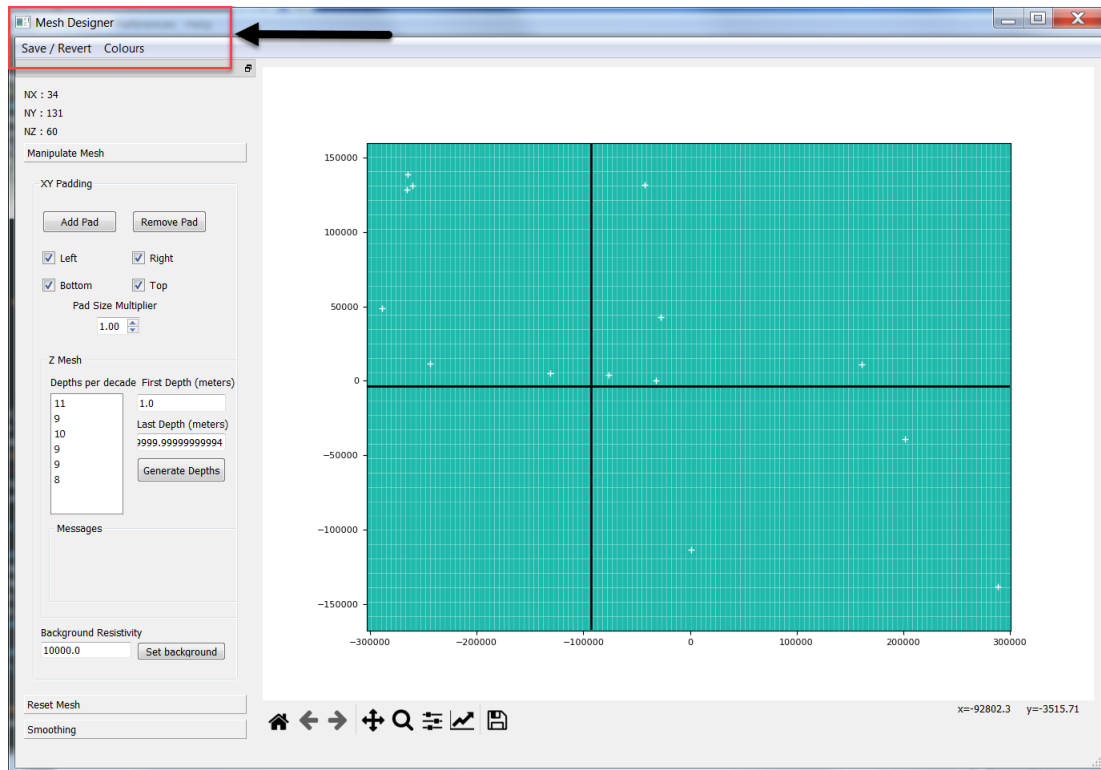 Mesh Designer
Save / Revert Colours
NX : 34
NY : 131
NZ : 60
Manipulate Mesh
XY Padding
Add Pad Remove Pad
Left Right
Bottom Top
Pad Size Multiplier
1.00
Z Mesh
Depths per decade First Depth (meters)
11
9
10
9
9
8
1.0
Last Depth (meters)
9999.99999999994
Generate Depths
Messages
Background Resistivity
10000.0 Set background
Reset Mesh
Smoothing
150000
100000
50000
0
−50000
−100000
−150000
−300000 −200000 −100000 0 100000 200000 300000
x=-92802.3 y=-3515.71